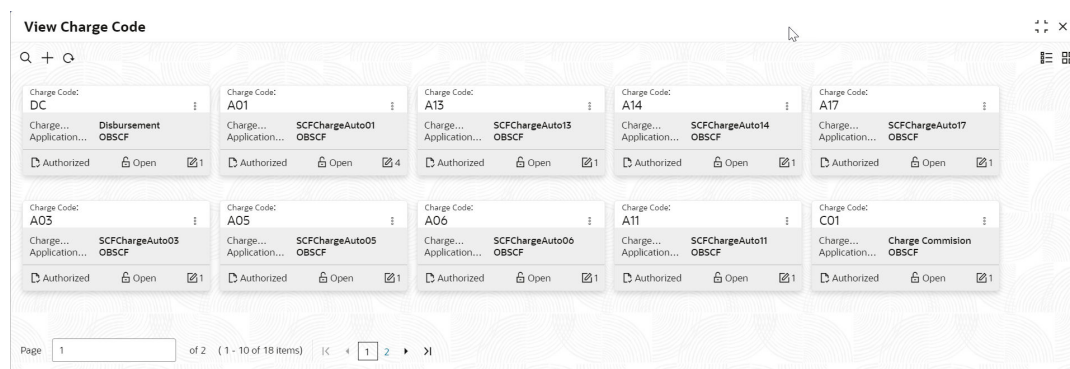 View Charge Code
Charge Code:
DC
Charge... Disbursement
Application... OBSCF
Authorized Open 1
Charge Code:
A01
Charge... SCFChargeAuto01
Application... OBSCF
Authorized Open 4
Charge Code:
A13
Charge... SCFChargeAuto13
Application... OBSCF
Authorized Open 1
Charge Code:
A14
Charge... SCFChargeAuto14
Application... OBSCF
Authorized Open 1
Charge Code:
A17
Charge... SCFChargeAuto17
Application... OBSCF
Authorized Open 1
Charge Code:
A03
Charge... SCFChargeAuto03
Application... OBSCF
Authorized Open 1
Charge Code:
A05
Charge... SCFChargeAuto05
Application... OBSCF
Authorized Open 1
Charge Code:
A06
Charge... SCFChargeAuto06
Application... OBSCF
Authorized Open 1
Charge Code:
A11
Charge... SCFChargeAuto11
Application... OBSCF
Authorized Open 1
Charge Code:
C01
Charge... Charge Commision
Application... OBSCF
Authorized Open 1
Page 1 of 2 (1 - 10 of 18 items) 1 2